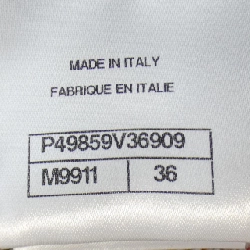 MADE IN ITALY
FABRIQUE EN ITALIE
P49859V36909
M9911 36